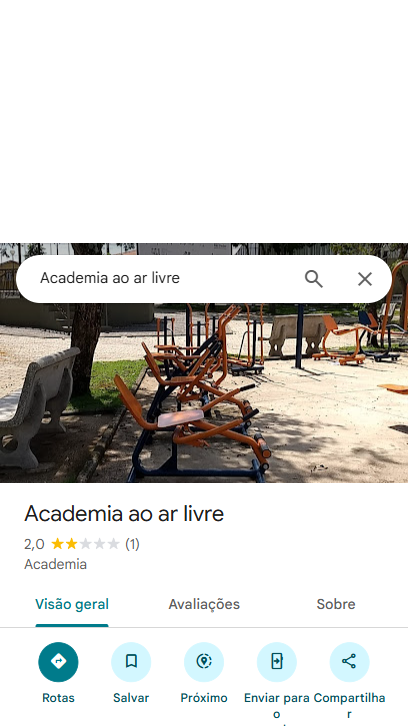 Academia ao ar livre
Academia ao ar livre
2,0 (1)
Academia
Visão geral
Avaliações
Sobre
Rotas
Salvar
Próximo
Enviar para
o
Compartilha
r